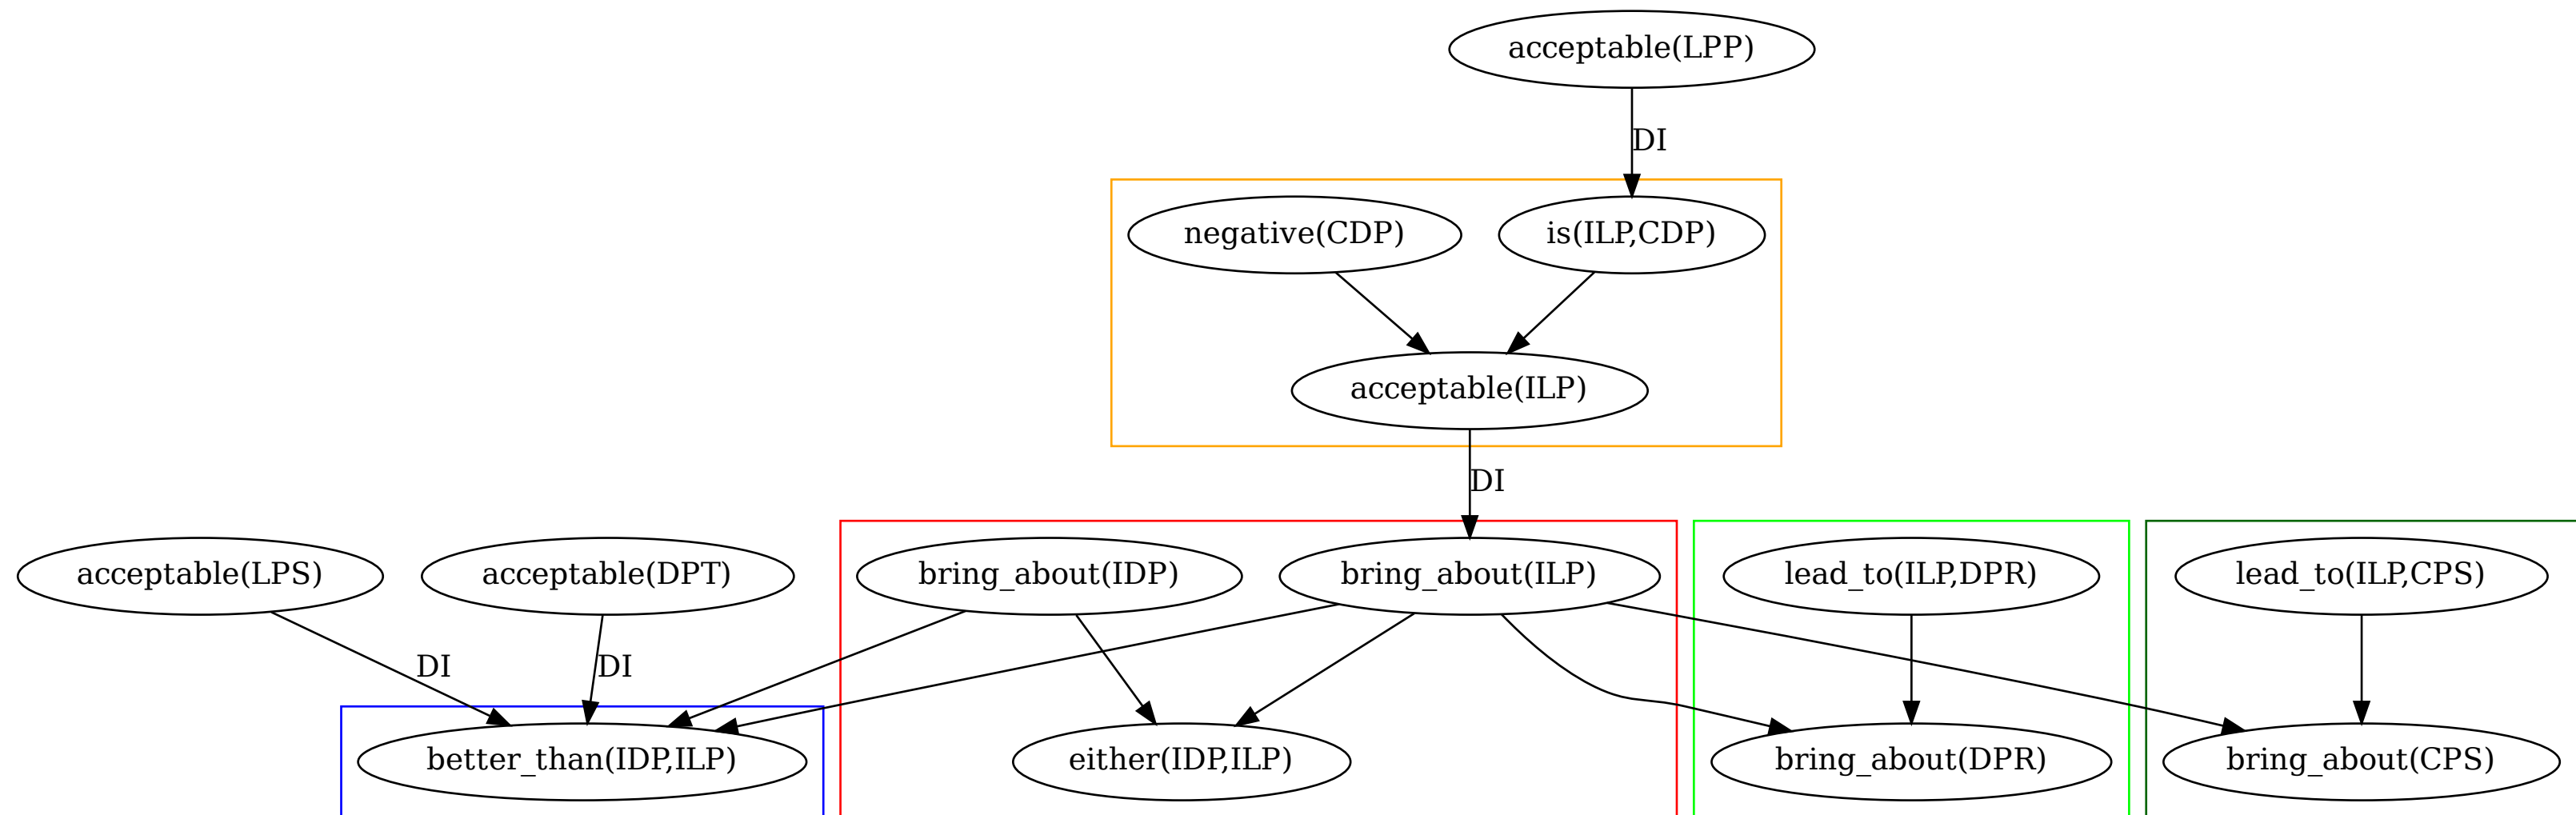 acceptable(LPP)
DI
negative(CDP)
is(ILP,CDP)
acceptable(ILP)
DI
acceptable(LPS)
acceptable(DPT)
bring_about(IDP)
bring_about(ILP)
lead_to(ILP,DPR)
lead_to(ILP,CPS)
DI
DI
better_than(IDP,ILP)
either(IDP,ILP)
bring_about(DPR)
bring_about(CPS)